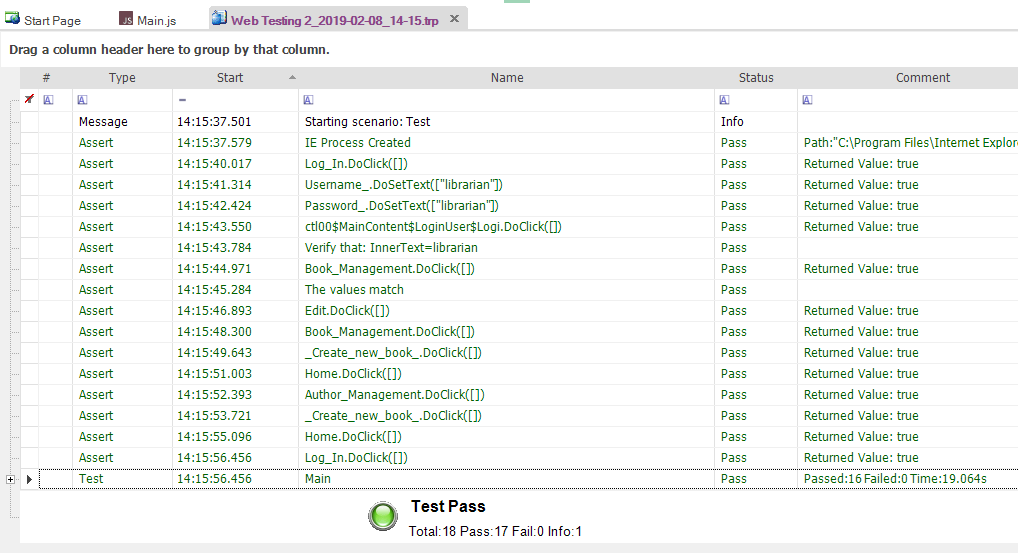 Start Page Main.js Web Testing 2_2019-02-08_14-15.trp
Drag a column header here to group by that column.
# Type Start Name Status Comment
Message 14:15:37.501 Starting scenario: Test Info
Assert 14:15:37.579 IE Process Created Pass Path:"C:\Program Files\Internet Explor
Assert 14:15:40.017 Log_In.DoClick([]) Pass Returned Value: true
Assert 14:15:41.314 Username_.DoSetText(["librarian"]) Pass Returned Value: true
Assert 14:15:42.424 Password_.DoSetText(["librarian"]) Pass Returned Value: true
Assert 14:15:43.550 ctl00$MainContent$LoginUser$Logi.DoClick([]) Pass Returned Value: true
Assert 14:15:43.784 Verify that: InnerText=librarian Pass
Assert 14:15:44.971 Book_Management.DoClick([]) Pass Returned Value: true
Assert 14:15:45.284 The values match Pass
Assert 14:15:46.893 Edit.DoClick([]) Pass Returned Value: true
Assert 14:15:48.300 Book_Management.DoClick([]) Pass Returned Value: true
Assert 14:15:49.643 _Create_new_book_.DoClick([]) Pass Returned Value: true
Assert 14:15:51.003 Home.DoClick([]) Pass Returned Value: true
Assert 14:15:52.393 Author_Management.DoClick([]) Pass Returned Value: true
Assert 14:15:53.721 _Create_new_book_.DoClick([]) Pass Returned Value: true
Assert 14:15:55.096 Home.DoClick([]) Pass Returned Value: true
Assert 14:15:56.456 Log_In.DoClick([]) Pass Returned Value: true
Test 14:15:56.456 Main Pass Passed:16 Failed:0 Time:19.064s
Test Pass
Total:18 Pass:17 Fail:0 Info:1